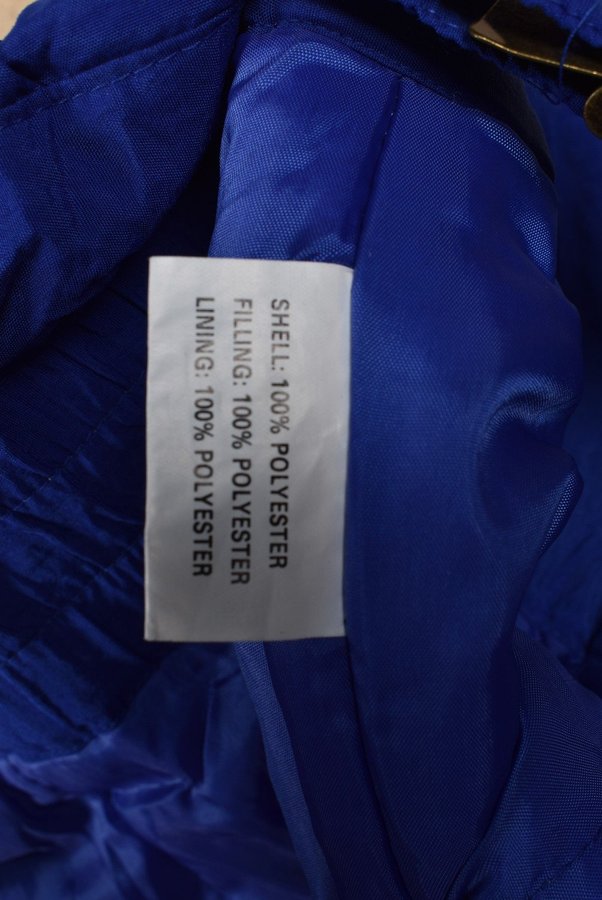 SHELL: 100% POLYESTER
FILLING: 100% POLYESTER
LINING: 100% POLYESTER